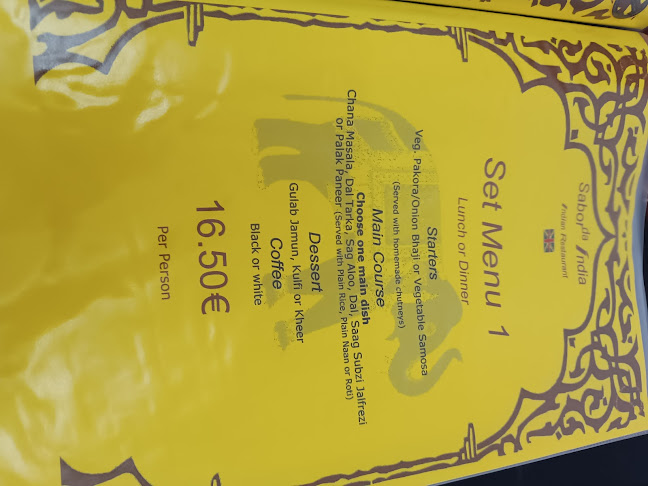 Sabor da India
Indian Restaurant
Set Menu 1
Lunch or Dinner
Starters
Veg. Pakora/Onion Bhaji or Vegetable Samosa
(Served with homemade chutneys)
Main Course
Choose one main dish
Chana Masala, Dal Tarka, Sag Aloo, Dal, Saag Subzi Jalfrezi
or Palak Paneer (Served with Plain Rice, Plain Naan or Roti)
Dessert
Gulab Jamun, Kulfi or Kheer
Coffee
Black or white
16.50€
Per Person